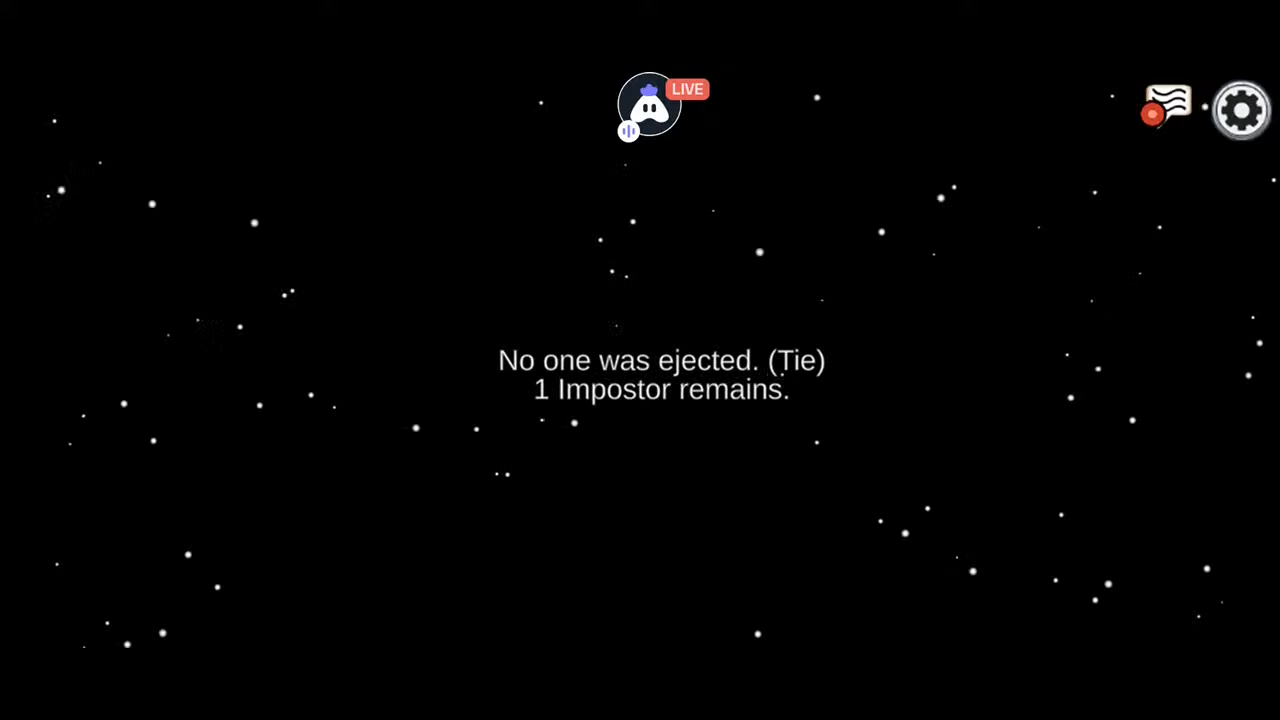 LIVE
No one was ejected. (Tie)
1 Impostor remains.